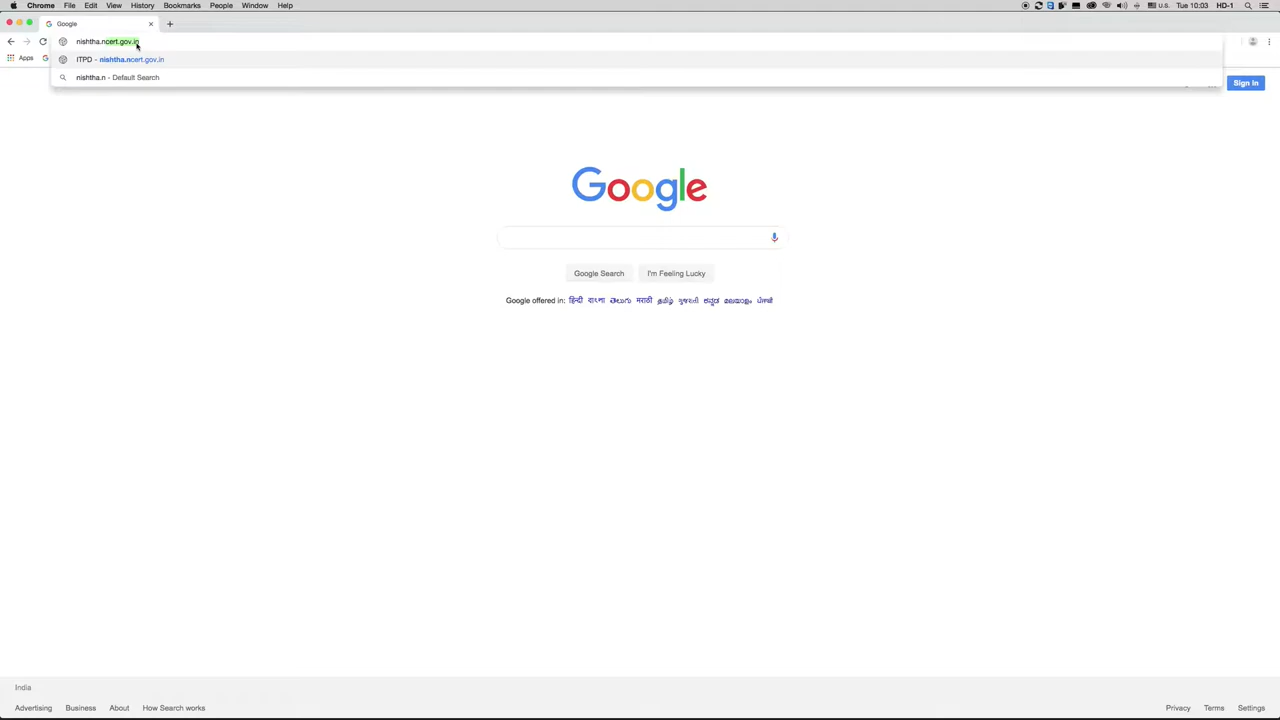 Chrome File Edit View History Bookmarks People Window Help U.S. Tue 10:03 HD-1
Google
nishtha.ncert.gov.in
Apps
ITPD - nishtha.ncert.gov.in
nishtha.n - Default Search
Sign in
Google
Google Search I'm Feeling Lucky
Google offered in: हिन्दी বাংলা తెలుగు मराठी தமிழ் ગુજરાતી ಕನ್ನಡ മലയാളം ਪੰਜਾਬੀ
India
Advertising Business About How Search works Privacy Terms Settings